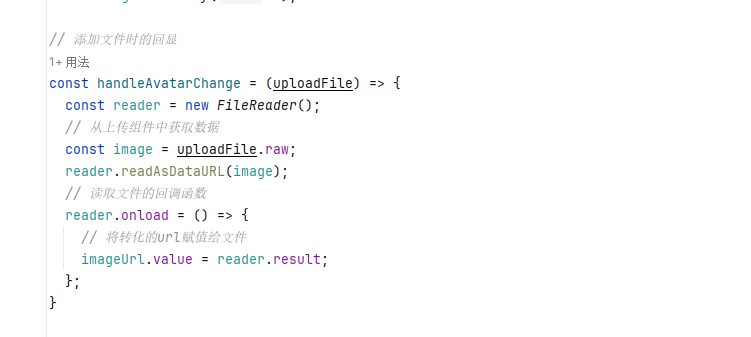 // 添加文件时的回显
1+ 用法
const handleAvatarChange = (uploadFile) => {
  const reader = new FileReader();
  // 从上传组件中获取数据
  const image = uploadFile.raw;
  reader.readAsDataURL(image);
  // 读取文件的回调函数
  reader.onload = () => {
    // 将转化的url赋值给文件
    imageUrl.value = reader.result;
  };
}